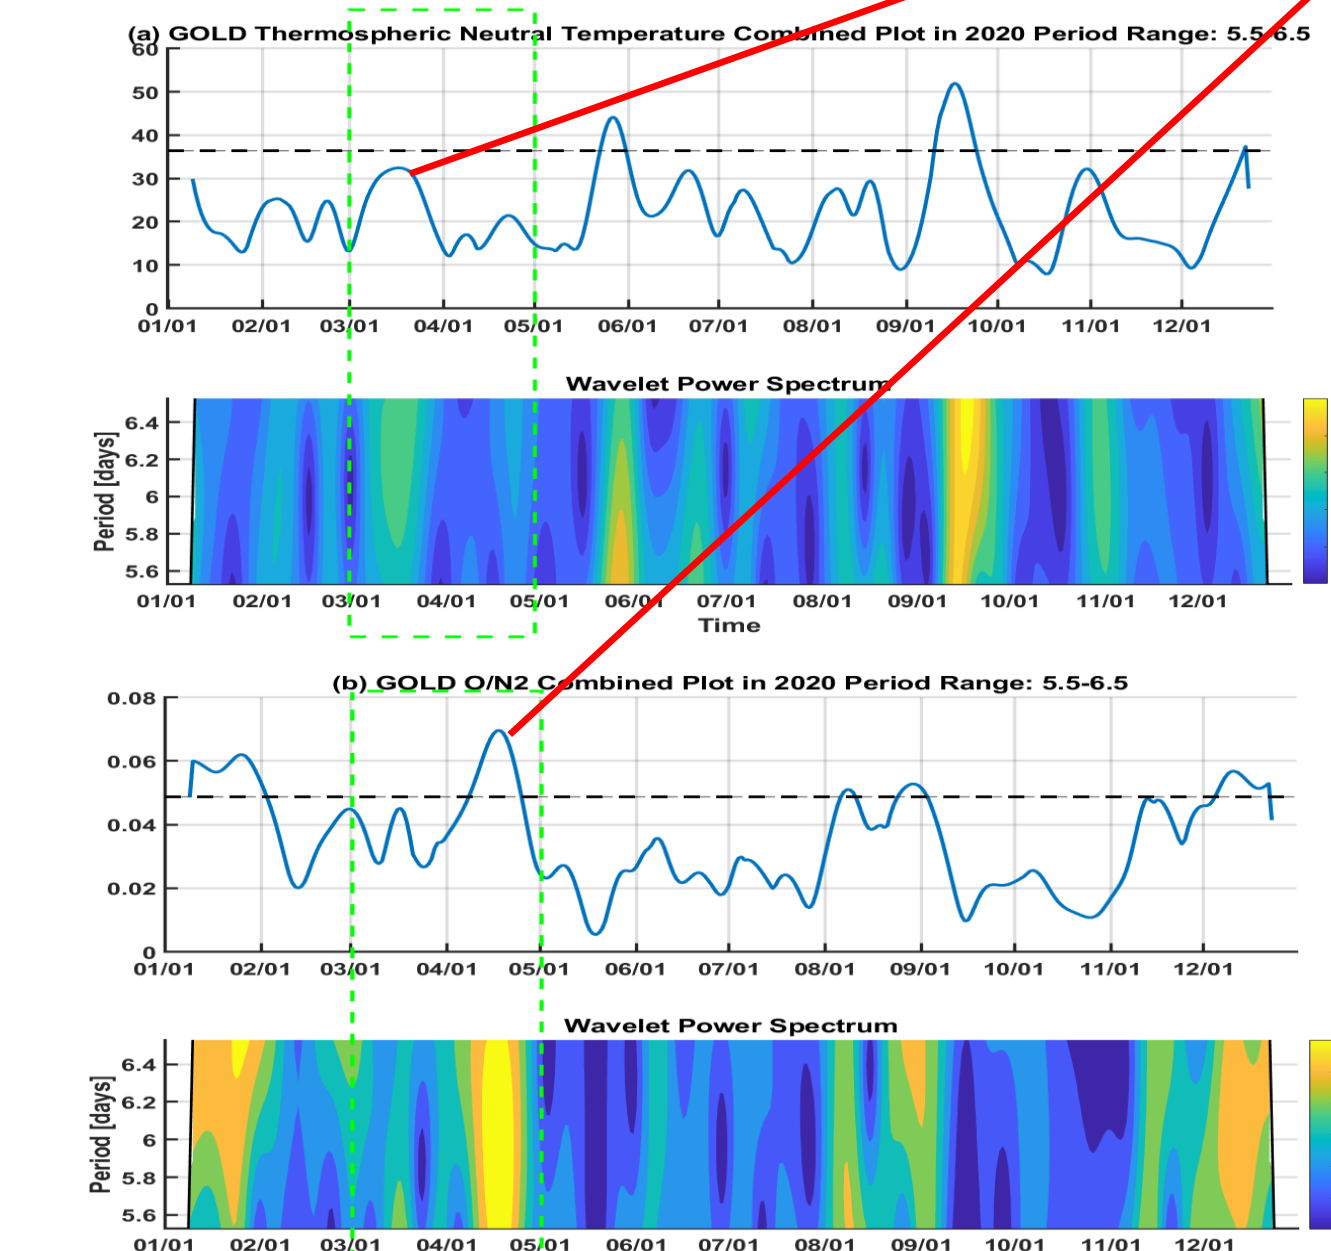 (a) GOLD Thermospheric Neutral Temperature Combined Plot in 2020 Period Range: 5.5-6.5
60
50
40
30
20
10
0
01/01 02/01 03/01 04/01 05/01 06/01 07/01 08/01 09/01 10/01 11/01 12/01
Wavelet Power Spectrum
Period [days]
6.4
6.2
6
5.8
5.6
01/01 02/01 03/01 04/01 05/01 06/01 07/01 08/01 09/01 10/01 11/01 12/01
Time
(b) GOLD O/N2 Combined Plot in 2020 Period Range: 5.5-6.5
0.08
0.06
0.04
0.02
0
01/01 02/01 03/01 04/01 05/01 06/01 07/01 08/01 09/01 10/01 11/01 12/01
Wavelet Power Spectrum
Period [days]
6.4
6.2
6
5.8
5.6
01/01 02/01 03/01 04/01 05/01 06/01 07/01 08/01 09/01 10/01 11/01 12/01